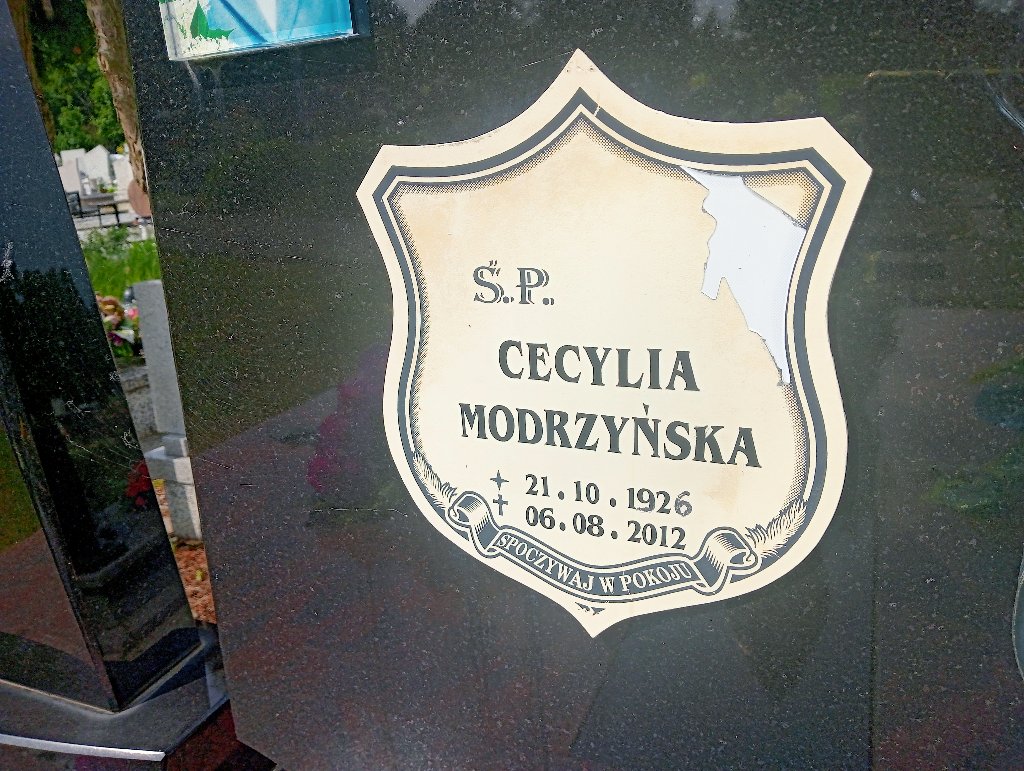 Ś.P.
CECYLIA
MODRZYŃSKA
21.10.1926
06.08.2012
SPOCZYWAJ W POKOJU